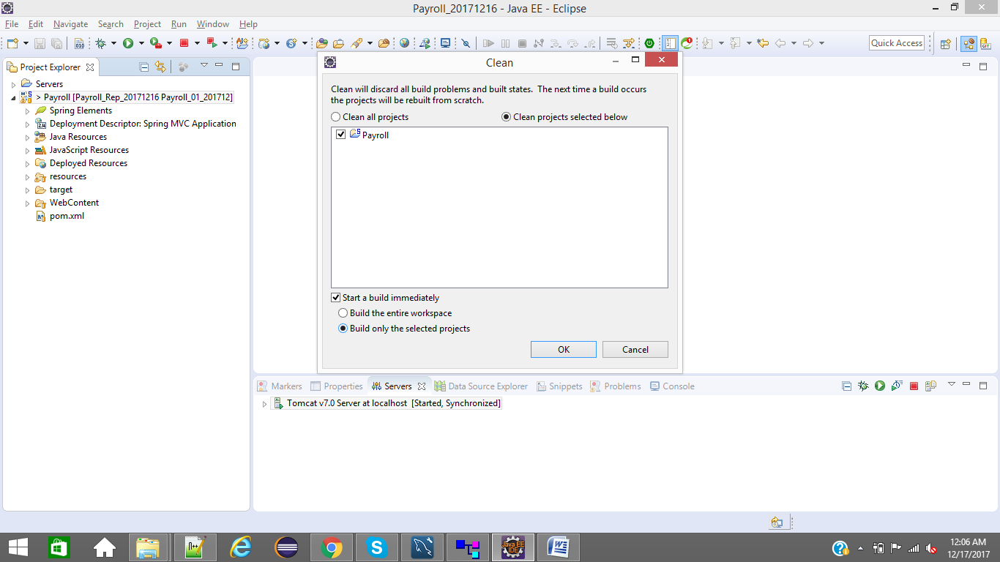 Payroll_20171216 - Java EE - Eclipse
File Edit Navigate Search Project Run Window Help
Quick Access
Project Explorer
Servers
> Payroll [Payroll_Rep_20171216 Payroll_01_201712]
Spring Elements
Deployment Descriptor: Spring MVC Application
Java Resources
JavaScript Resources
Deployed Resources
resources
target
WebContent
pom.xml
Clean
Clean will discard all build problems and built states. The next time a build occurs
the projects will be rebuilt from scratch.
Clean all projects Clean projects selected below
Payroll
Start a build immediately
Build the entire workspace
Build only the selected projects
OK Cancel
Markers Properties Servers Data Source Explorer Snippets Problems Console
Tomcat v7.0 Server at localhost [Started, Synchronized]
Java EE
IDE
12:06 AM
12/17/2017